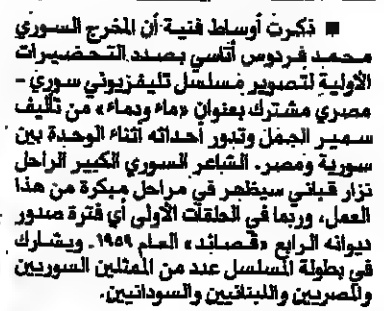 ■ ذكرت أوساط فنية أن المخرج السوري
محمد فردوس أتاسي بصدد التحضيرات
الأولية لتصوير مسلسل تليفزيوني سوري -
مصري مشترك بعنوان «ماء ودماء» من تأليف
سمير الجمل وتدور أحداثه اثناء الوحدة بين
سورية ومصر. الشاعر السوري الكبير الراحل
نزار قباني سيظهر في مراحل مبكرة من هذا
العمل، وربما في الحلقات الأولى أي فترة صدور
ديوانه الرابع «قصائد» العام ١٩٥٩. ويشارك
في بطولة المسلسل عدد من الممثلين السوريين
والمصريين واللبنانيين والسودانيين.